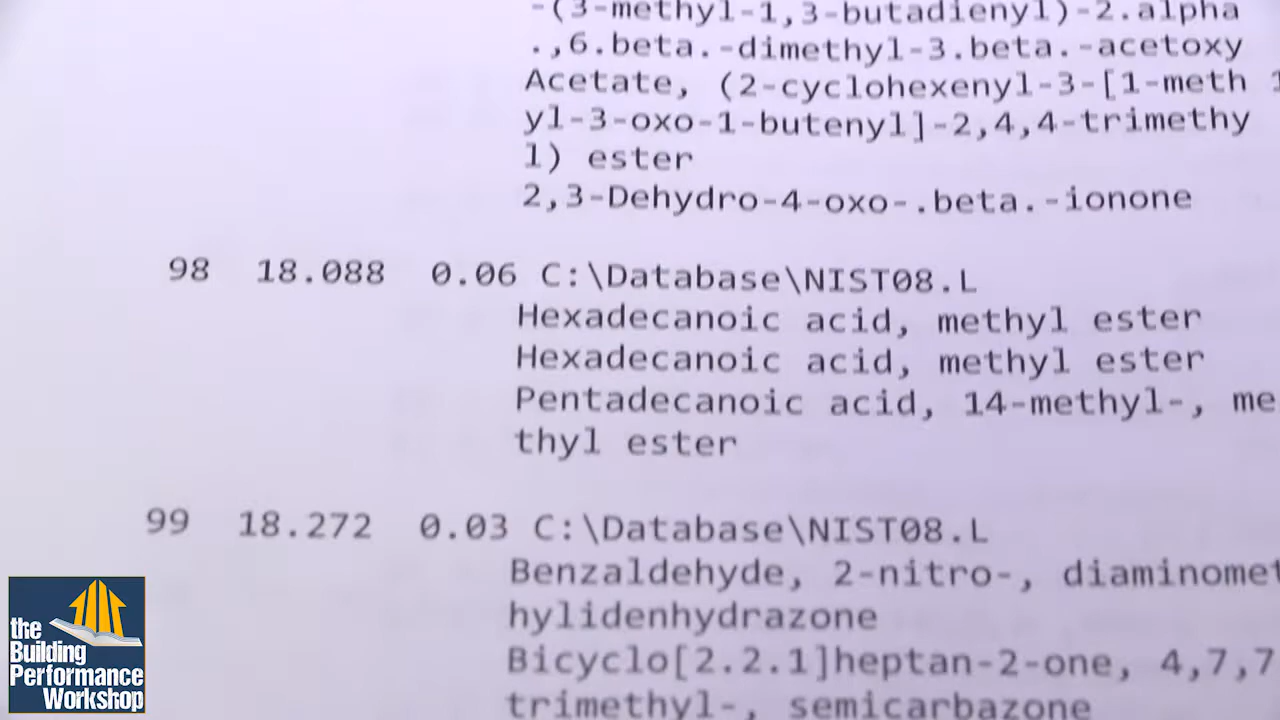 -(3-methyl-1,3-butadienyl)-2.alpha
.,6.beta.-dimethyl-3.beta.-acetoxy
Acetate, (2-cyclohexenyl-3-[1-meth 1
yl-3-oxo-1-butenyl]-2,4,4-trimethy
l) ester
2,3-Dehydro-4-oxo-.beta.-ionone
98 18.088 0.06 C:\Database\NIST08.L
Hexadecanoic acid, methyl ester
Hexadecanoic acid, methyl ester
Pentadecanoic acid, 14-methyl-, me
thyl ester
99 18.272 0.03 C:\Database\NIST08.L
Benzaldehyde, 2-nitro-, diaminomet
hylidenhydrazone
Bicyclo[2.2.1]heptan-2-one, 4,7,7
trimethyl-, semicarbazone
the
Building
Performance
Workshop